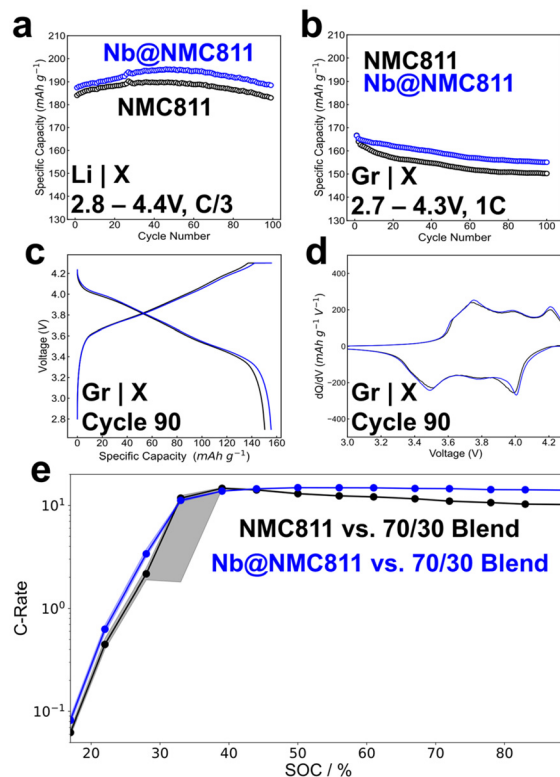 a
Specific Capacity (mAh g⁻¹)
210
200
190
180
170
160
150
Nb@NMC811
NMC811
Li | X
2.8 – 4.4V, C/3
0
20
40
60
80
100
Cycle Number
b
Specific Capacity (mAh g⁻¹)
210
200
190
180
170
160
150
140
130
NMC811
Nb@NMC811
Gr | X
2.7 – 4.3V, 1C
0
20
40
60
80
100
Cycle Number
c
Voltage (V)
4.2
4.0
3.8
3.6
3.4
3.2
3.0
2.8
Gr | X
Cycle 90
0
20
40
60
80
100
120
140
160
Specific Capacity (mAh g⁻¹)
d
dQ/dV (mAh g⁻¹ V⁻¹)
400
200
0
-200
-400
Gr | X
Cycle 90
3.0
3.2
3.4
3.6
3.8
4.0
4.2
Voltage (V)
e
C-Rate
10¹
10⁰
10⁻¹
NMC811 vs. 70/30 Blend
Nb@NMC811 vs. 70/30 Blend
20
30
40
50
60
70
80
SOC / %